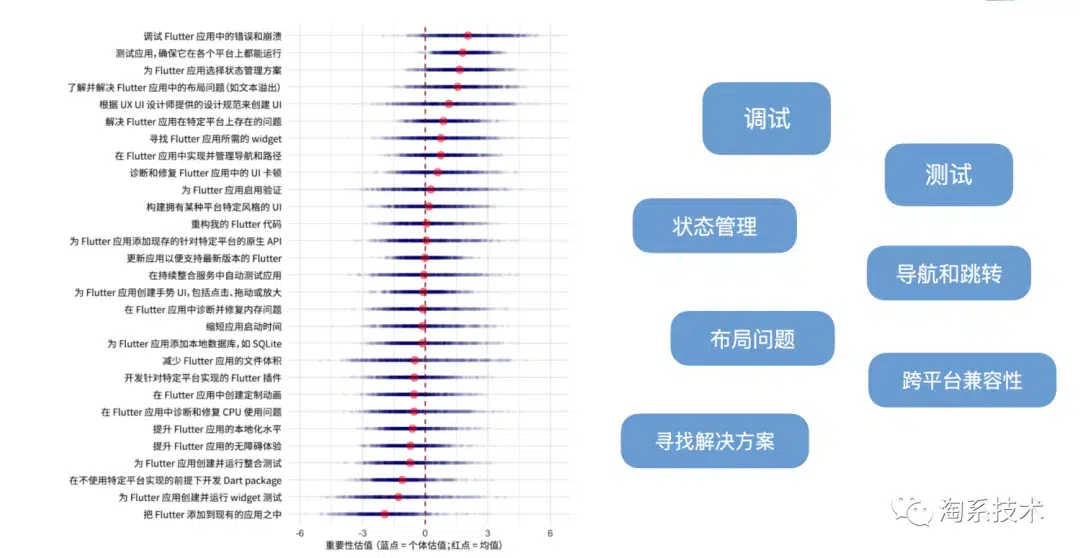 调试 Flutter 应用中的错误和崩溃
测试应用,确保它在各个平台上都能运行
为 Flutter 应用选择状态管理方案
了解并解决 Flutter 应用中的布局问题(如文本溢出)
根据 UX UI 设计师提供的设计规范来创建 UI
解决 Flutter 应用在特定平台上存在的问题
寻找 Flutter 应用所需的 widget
在 Flutter 应用中实现并管理导航和路径
诊断和修复 Flutter 应用中的 UI 卡顿
为 Flutter 应用启用验证
构建拥有某种平台特定风格的 UI
重构我的 Flutter 代码
为 Flutter 应用添加现存的针对特定平台的原生 API
更新应用以便支持最新版本的 Flutter
在持续整合服务中自动测试应用
为 Flutter 应用创建手势 UI,包括点击、拖动或放大
在 Flutter 应用中诊断并修复内存问题
缩短应用启动时间
为 Flutter 应用添加本地数据库,如 SQLite
减少 Flutter 应用的文件体积
开发针对特定平台实现的 Flutter 插件
在 Flutter 应用中创建定制动画
在 Flutter 应用中诊断和修复 CPU 使用问题
提升 Flutter 应用的本地化水平
提升 Flutter 应用的无障碍体验
为 Flutter 应用创建并运行整合测试
在不使用特定平台实现的前提下开发 Dart package
为 Flutter 应用创建并运行 widget 测试
把 Flutter 添加到现有的应用之中
-6 -3 0 3 6
重要性估值 (蓝点 = 个体估值;红点 = 均值)
调试
测试
状态管理
导航和跳转
布局问题
跨平台兼容性
寻找解决方案
淘系技术